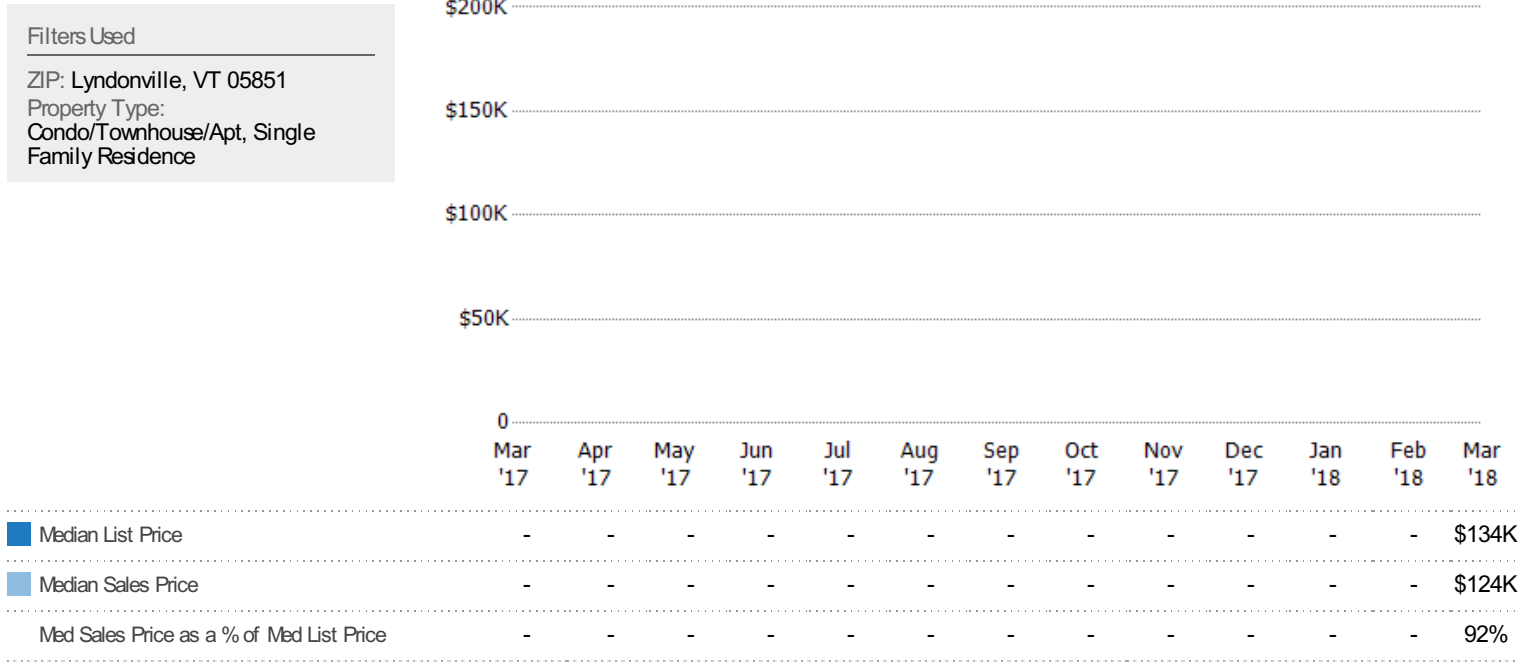 Filters Used
ZIP: Lyndonville, VT 05851
Property Type:
Condo/Townhouse/Apt, Single
Family Residence
$200K
$150K
$100K
$50K
0
Mar Apr May Jun Jul Aug Sep Oct Nov Dec Jan Feb Mar
'17 '17 '17 '17 '17 '17 '17 '17 '17 '17 '18 '18 '18
Median List Price - - - - - - - - - - - - $134K
Median Sales Price - - - - - - - - - - - - $124K
Med Sales Price as a % of Med List Price - - - - - - - - - - - - 92%